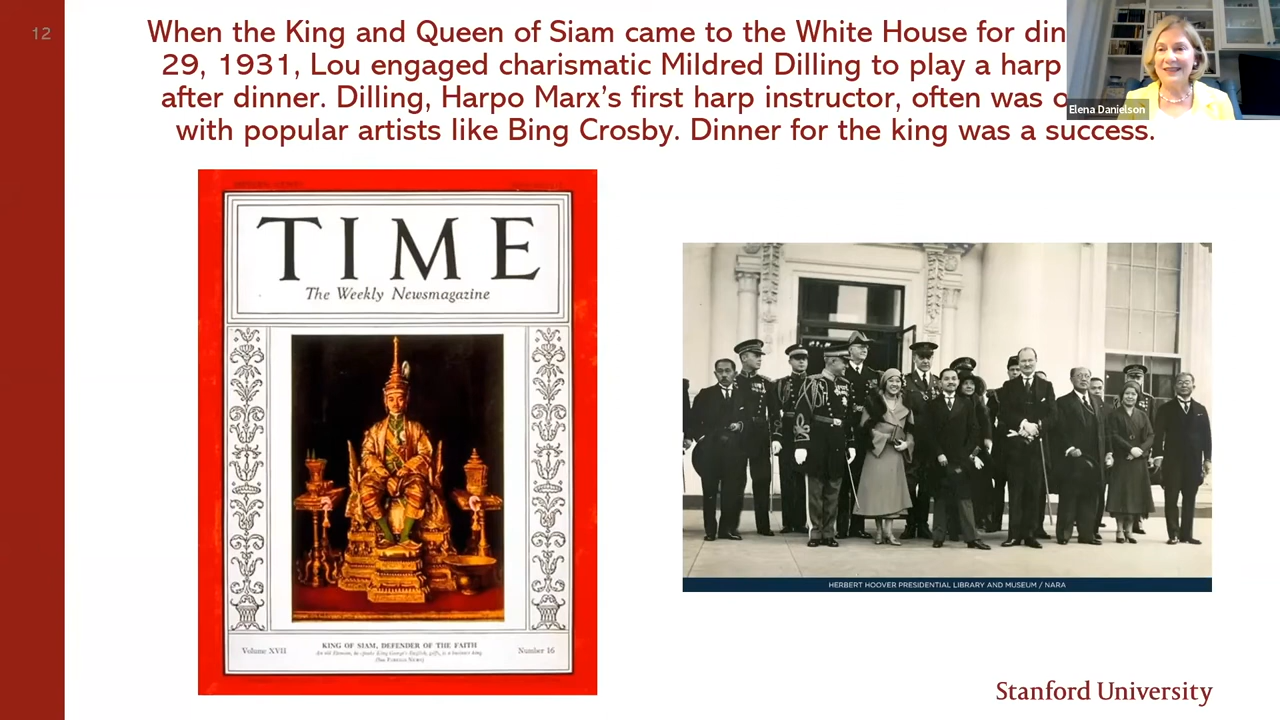 12
When the King and Queen of Siam came to the White House for din
29, 1931, Lou engaged charismatic Mildred Dilling to play a harp
after dinner. Dilling, Harpo Marx's first harp instructor, often was o
with popular artists like Bing Crosby. Dinner for the king was a success.
Elena Danielson
TIME
The Weekly Newsmagazine
Volume XVII
KING OF SIAM, DEFENDER OF THE FAITH
Number 16
(See FOREIGN NEWS)
HERBERT HOOVER PRESIDENTIAL LIBRARY AND MUSEUM / NARA
Stanford University